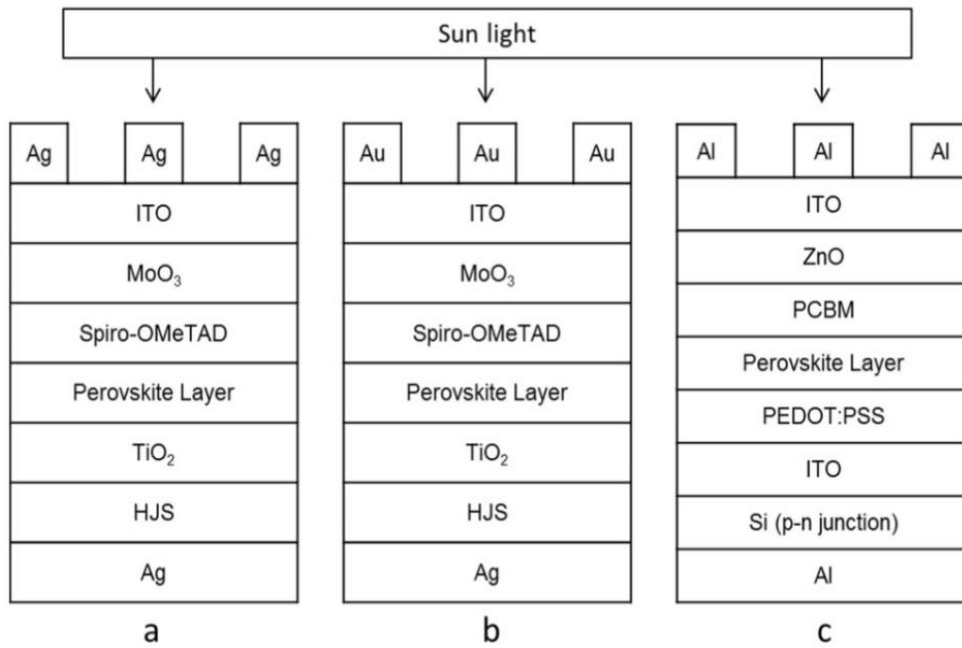 Sun light
Ag Ag Ag
ITO
MoO₃
Spiro-OMeTAD
Perovskite Layer
TiO₂
HJS
Ag
a
Au Au Au
ITO
MoO₃
Spiro-OMeTAD
Perovskite Layer
TiO₂
HJS
Ag
b
Al Al Al
ITO
ZnO
PCBM
Perovskite Layer
PEDOT:PSS
ITO
Si (p-n junction)
Al
c